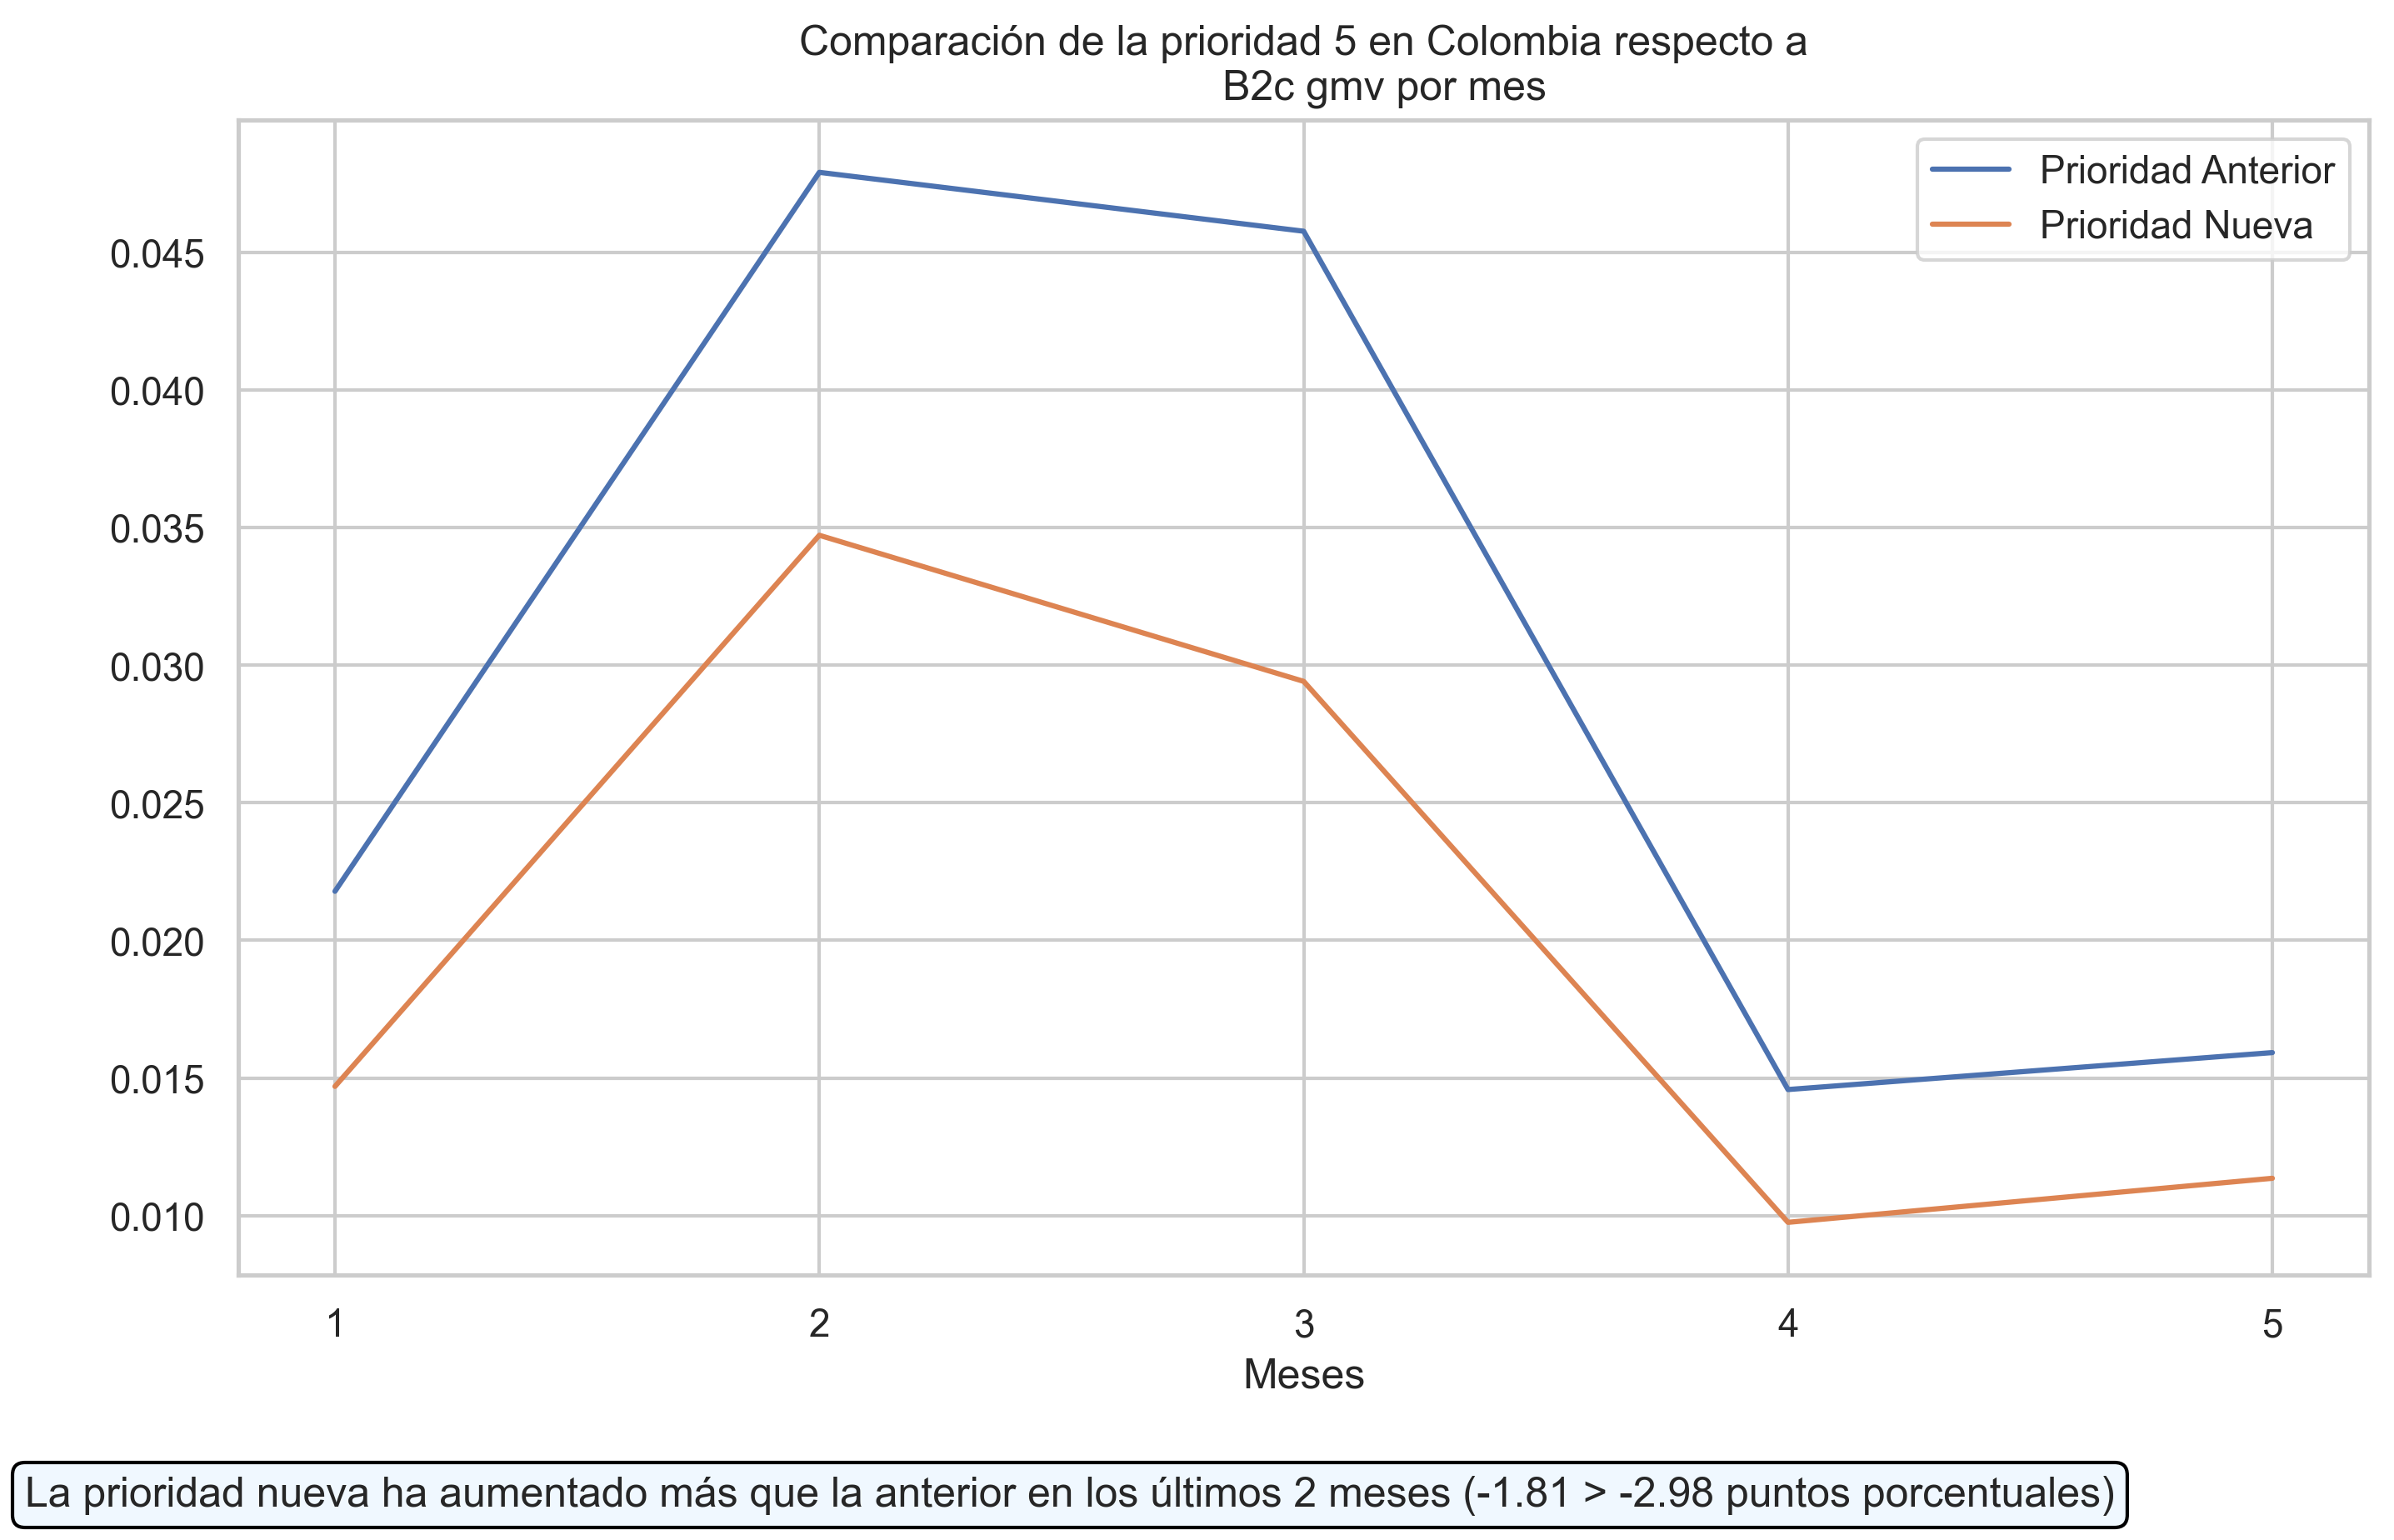 Comparación de la prioridad 5 en Colombia respecto a
B2c gmv por mes
Prioridad Anterior
Prioridad Nueva
0.045
0.040
0.035
0.030
0.025
0.020
0.015
0.010
1 2 3 4 5
Meses
La prioridad nueva ha aumentado más que la anterior en los últimos 2 meses (-1.81 > -2.98 puntos porcentuales)